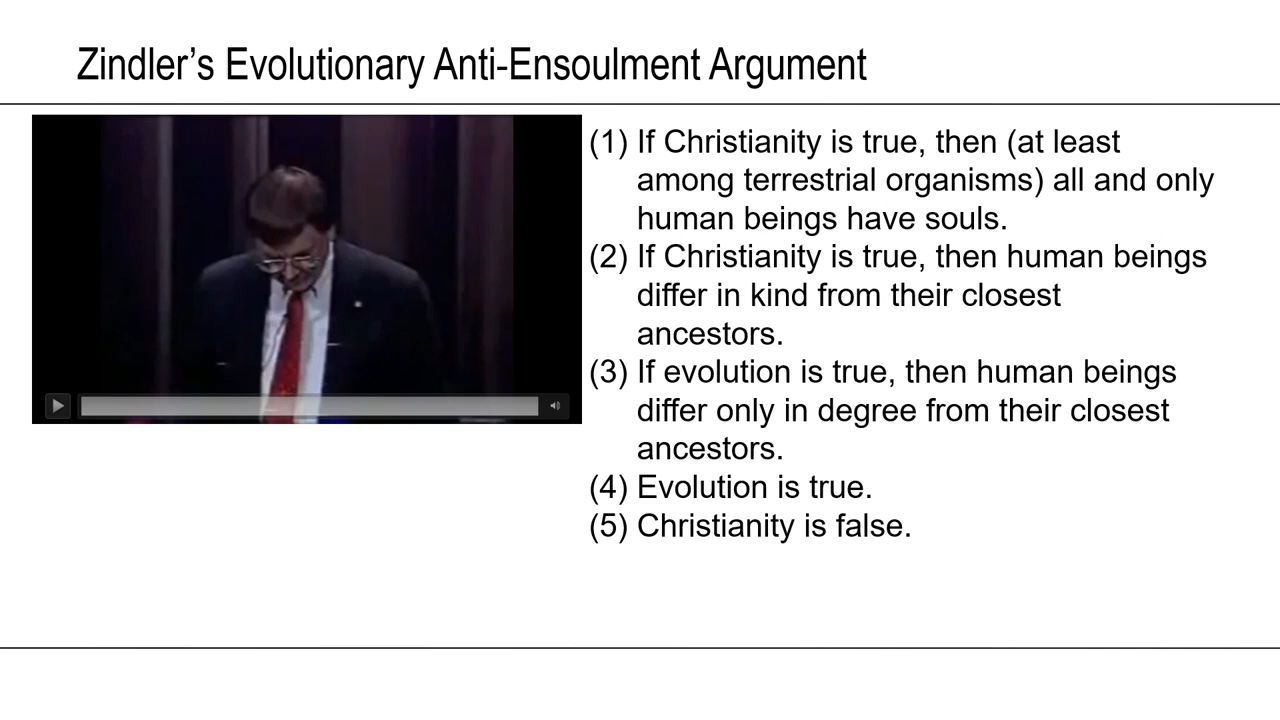 Zindler’s Evolutionary Anti-Ensoulment Argument
(1) If Christianity is true, then (at least
among terrestrial organisms) all and only
human beings have souls.
(2) If Christianity is true, then human beings
differ in kind from their closest
ancestors.
(3) If evolution is true, then human beings
differ only in degree from their closest
ancestors.
(4) Evolution is true.
(5) Christianity is false.